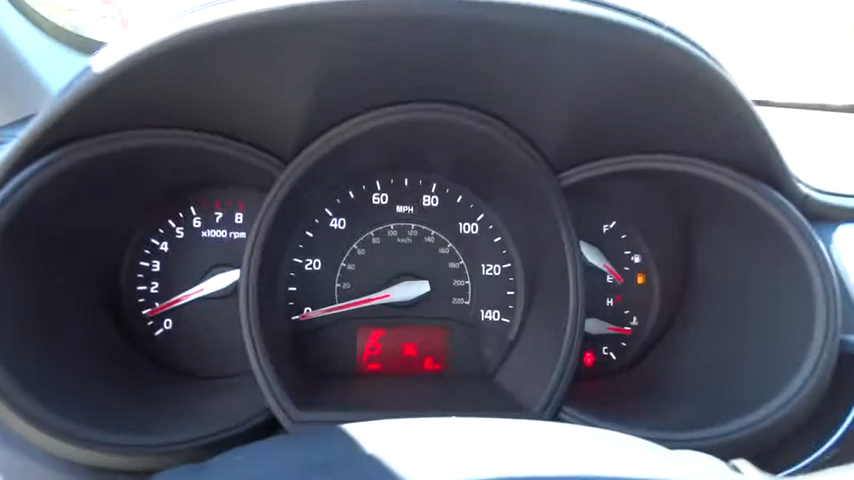 0 2 3 4 5 6 7 8
x1000 rpm
0 20 40 60 80 100 120 140
MPH
20 40 60 80 100 120 140 160 180 200 220
km/h
F
E
H
C